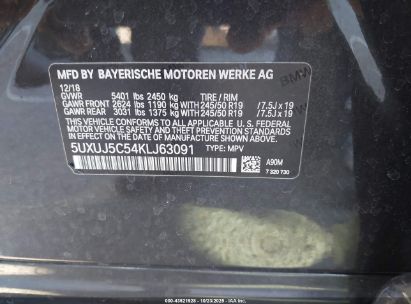 MFD BY BAYERISCHE MOTOREN WERKE AG
12/18
GVWR 5401 lbs 2450 kg TIRE / RIM
GAWR FRONT 2624 lbs 1190 kg WITH 245/50 R19 /7.5J x 19
GAWR REAR 3031 lbs 1375 kg WITH 245/50 R19 /7.5J x 19
THIS VEHICLE CONFORMS TO ALL APPLICABLE U.S. FEDERAL
MOTOR VEHICLE SAFETY, BUMPER, AND THEFT PREVENTION
STANDARDS IN EFFECT ON THE DATE OF MANUFACTURE
SHOWN ABOVE.
5UXUJ5C54KLJ63091 TYPE: MPV
A90M
7 320 730